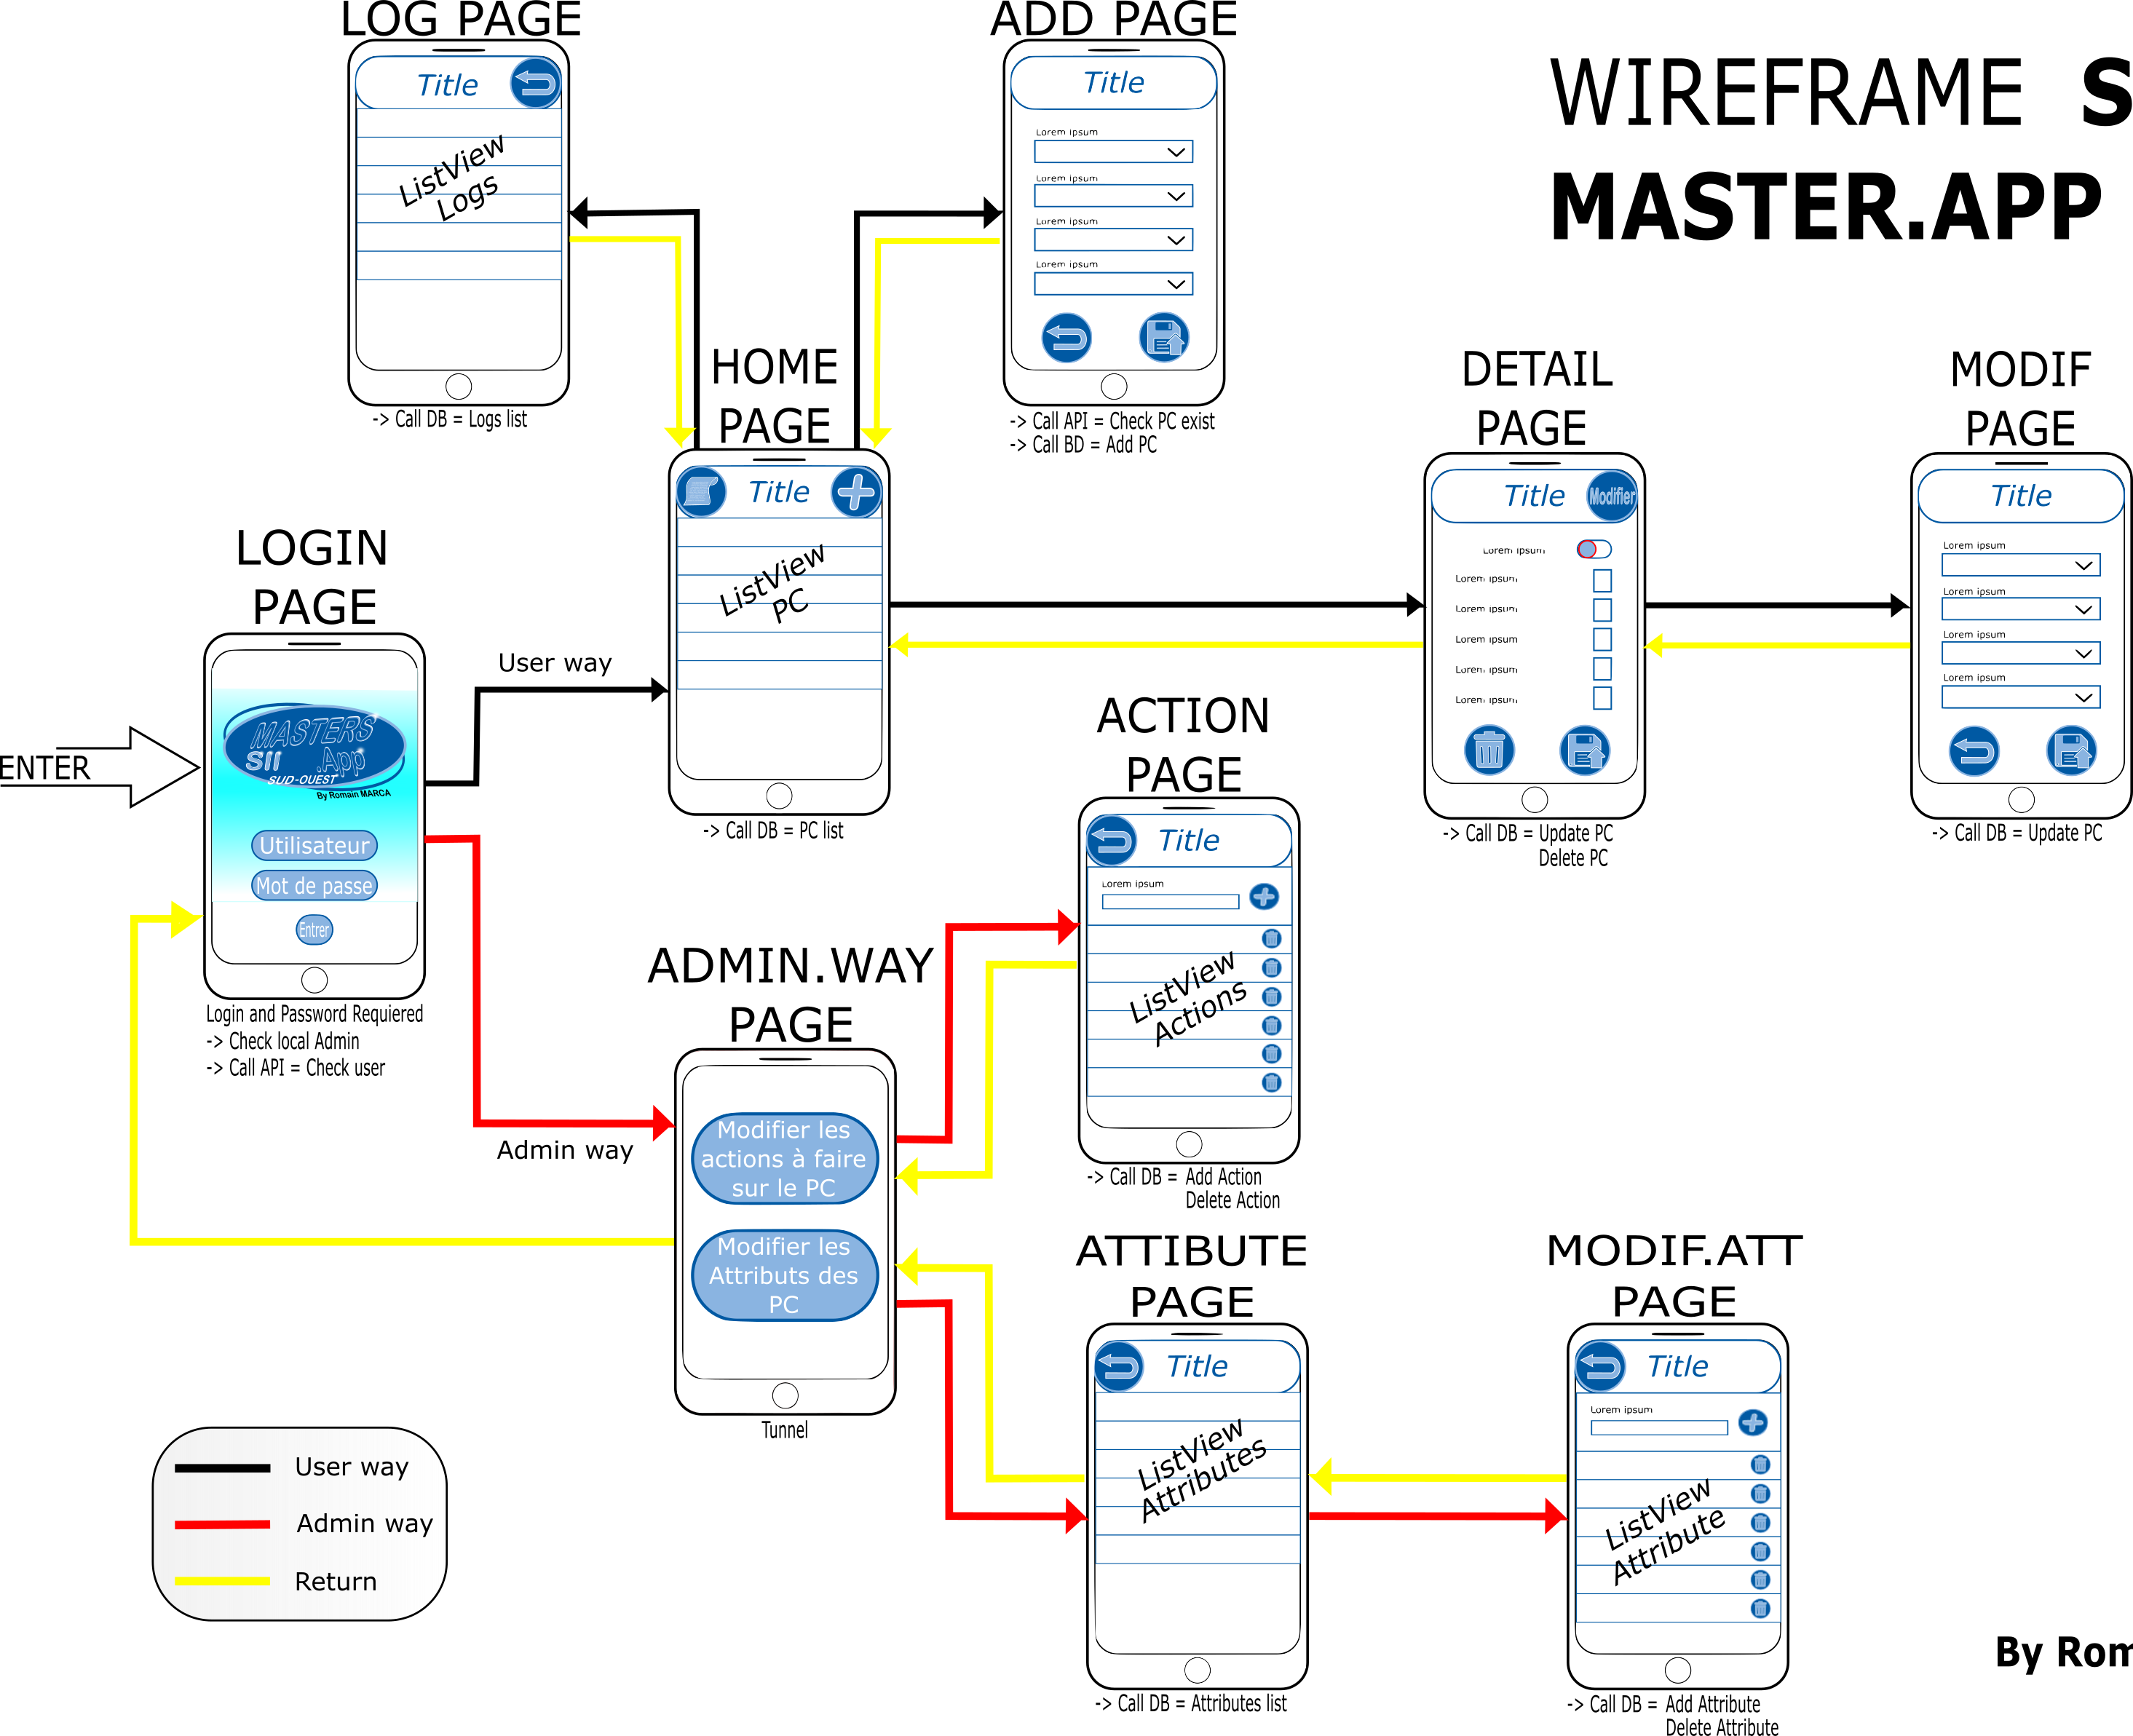 LOG PAGE
Title
ListView
Logs
-> Call DB = Logs list
ADD PAGE
Title
Lorem ipsum
Lorem ipsum
Lorem ipsum
Lorem ipsum
-> Call API = Check PC exist
-> Call BD = Add PC
WIREFRAME S
MASTER.APP
HOME
PAGE
Title
ListView
PC
-> Call DB = PC list
DETAIL
PAGE
Title
Modifier
Lorem ipsum
Lorem ipsum
Lorem ipsum
Lorem ipsum
Lorem ipsum
Lorem ipsum
-> Call DB = Update PC
Delete PC
MODIF
PAGE
Title
Lorem ipsum
Lorem ipsum
Lorem ipsum
Lorem ipsum
-> Call DB = Update PC
LOGIN
PAGE
ENTER
MASTERS
SII .App
SUD-OUEST
By Romain MARCA
Utilisateur
Mot de passe
Entrer
Login and Password Requiered
-> Check local Admin
-> Call API = Check user
User way
Admin way
ACTION
PAGE
Title
Lorem ipsum
ListView
Actions
-> Call DB = Add Action
Delete Action
ADMIN.WAY
PAGE
Modifier les
actions à faire
sur le PC
Modifier les
Attributs des
PC
Tunnel
ATTIBUTE
PAGE
Title
ListView
Attributes
-> Call DB = Attributes list
MODIF.ATT
PAGE
Title
Lorem ipsum
ListView
Attribute
-> Call DB = Add Attribute
Delete Attribute
User way
Admin way
Return
By Rom